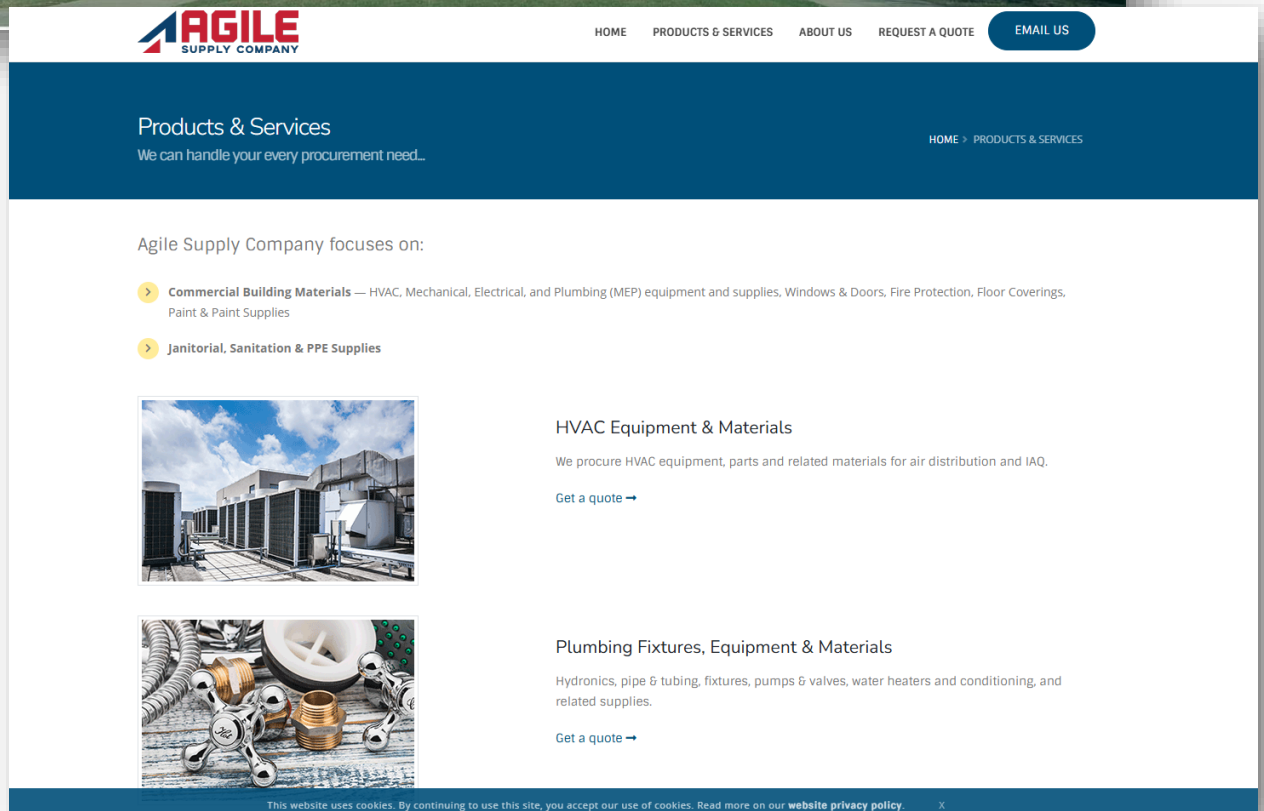 AGILE
SUPPLY COMPANY
HOME PRODUCTS & SERVICES ABOUT US REQUEST A QUOTE EMAIL US
Products & Services
We can handle your every procurement need...
HOME > PRODUCTS & SERVICES
Agile Supply Company focuses on:
Commercial Building Materials — HVAC, Mechanical, Electrical, and Plumbing (MEP) equipment and supplies, Windows & Doors, Fire Protection, Floor Coverings,
Paint & Paint Supplies
Janitorial, Sanitation & PPE Supplies
HVAC Equipment & Materials
We procure HVAC equipment, parts and related materials for air distribution and IAQ.
Get a quote →
Plumbing Fixtures, Equipment & Materials
Hydronics, pipe & tubing, fixtures, pumps & valves, water heaters and conditioning, and
related supplies.
Get a quote →
Hot
This website uses cookies. By continuing to use this site, you accept our use of cookies. Read more on our website privacy policy. X